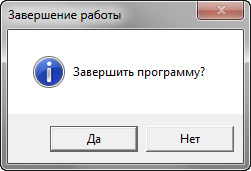 Завершение работы
Завершить программу?
Да
Нет